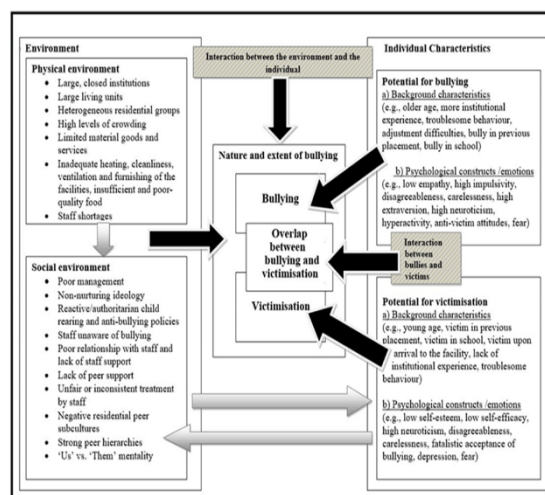 Environment
Physical environment
• Large, closed institutions
• Large living units
• Heterogeneous residential groups
• High levels of crowding
• Limited material goods and
services
• Inadequate heating, cleanliness,
ventilation and furnishing of the
facilities, insufficient and poor-
quality food
• Staff shortages
Social environment
• Poor management
• Non-nurturing ideology
• Reactive/authoritarian child
rearing and anti-bullying policies
• Staff unaware of bullying
• Poor relationship with staff and
lack of staff support
• Lack of peer support
• Unfair or inconsistent treatment
by staff
• Negative residential peer
subcultures
• Strong peer hierarchies
• ‘Us’ vs. ‘Them’ mentality
Interaction between the environment and the
individual
Nature and extent of bullying
Bullying
Overlap
between
bullying and
victimisation
Victimisation
Individual Characteristics
Potential for bullying
a) Background characteristics
(e.g., older age, more institutional
experience, troublesome behaviour,
adjustment difficulties, bully in previous
placement, bully in school)
b) Psychological constructs /emotions
(e.g., low empathy, high impulsivity,
disagreeableness, carelessness, high
extraversion, high neuroticism,
hyperactivity, anti-victim attitudes, fear)
Interaction
between
bullies and
victims
Potential for victimisation
a) Background characteristics
(e.g., young age, victim in previous
placement, victim in school, victim upon
arrival to the facility, lack of
institutional experience, troublesome
behaviour)
b) Psychological constructs /emotions
(e.g., low self-esteem, low self-efficacy,
high neuroticism, disagreeableness,
carelessness, fatalistic acceptance of
bullying, depression, fear)